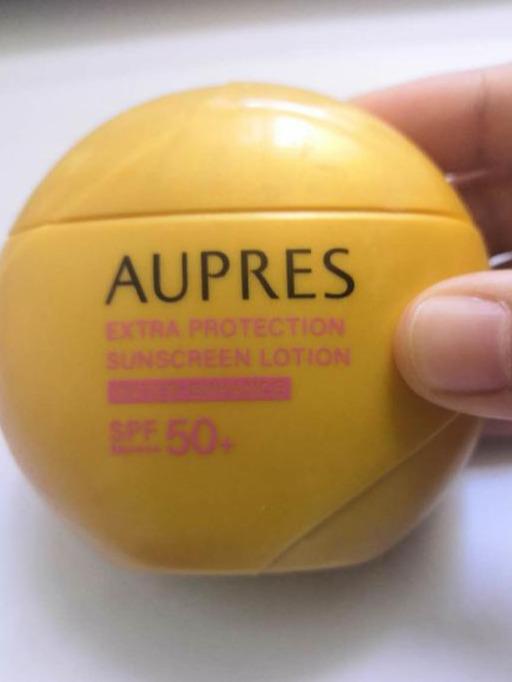 AUPRES
EXTRA PROTECTION
SUNSCREEN LOTION
SPF 50+